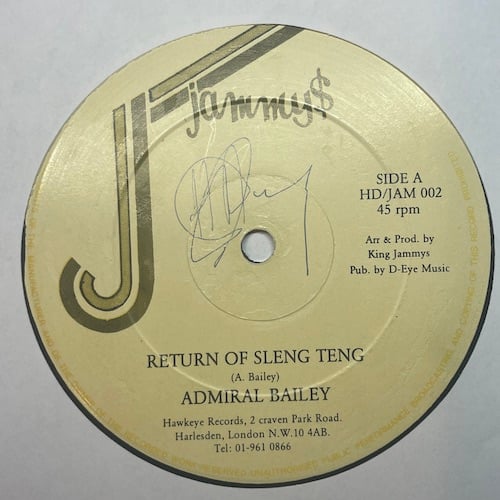 jammy$
SIDE A
HD/JAM 002
45 rpm
Arr & Prod. by
King Jammys
Pub. by D-Eye Music
RETURN OF SLENG TENG
(A. Bailey)
ADMIRAL BAILEY
Hawkeye Records, 2 craven Park Road.
Harlesden, London N.W.10 4AB.
Tel: 01-961 0866